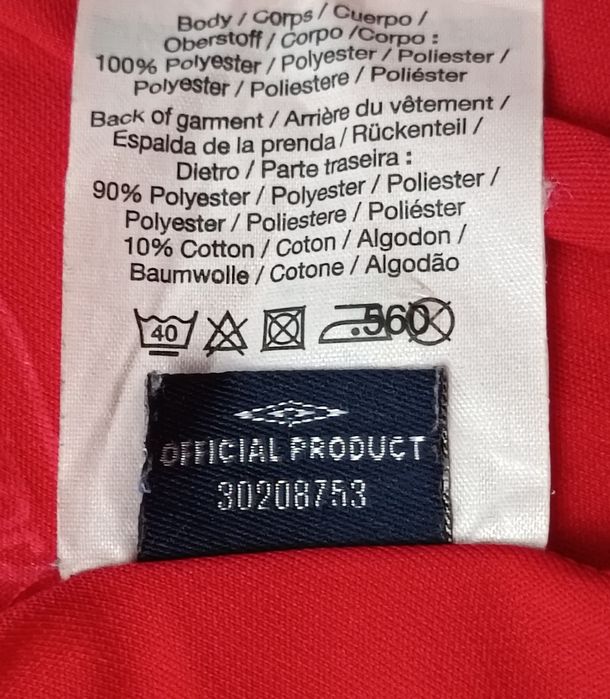 Body / Corps / Cuerpo /
Oberstoff / Corpo /Corpo :
100% Polyester / Polyester / Poliester /
Polyester / Poliestere / Poliéster
Back of garment / Arrière du vêtement /
Espalda de la prenda / Rückenteil /
Dietro / Parte traseira :
90% Polyester / Polyester / Poliester /
Polyester / Poliestere / Poliéster
10% Cotton / Coton / Algodon /
Baumwolle / Cotone / Algodão
40 .560
OFFICIAL PRODUCT
30208753